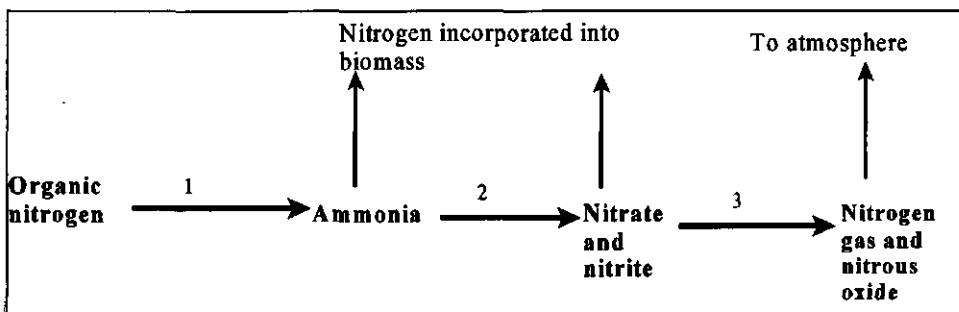 Nitrogen incorporated into
biomass
To atmosphere
Organic
nitrogen
1
Ammonia
2
Nitrate
and
nitrite
3
Nitrogen
gas and
nitrous
oxide